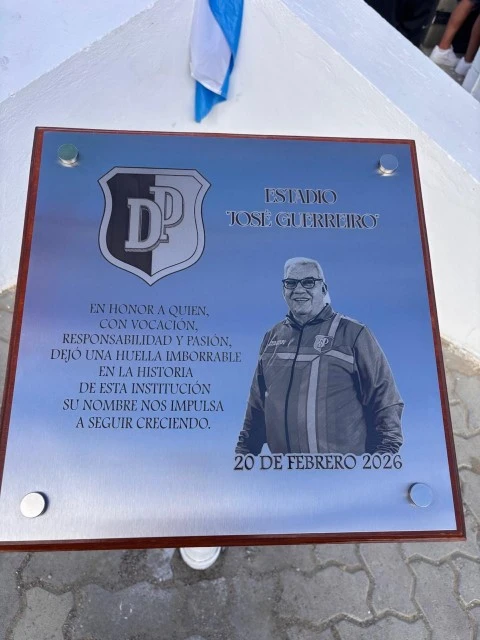 DP
ESTADIO
"JOSÉ GUERREIRO"
EN HONOR A QUIEN,
CON VOCACIÓN,
RESPONSABILIDAD Y PASIÓN,
DEJÓ UNA HUELLA IMBORRABLE
EN LA HISTORIA
DE ESTA INSTITUCIÓN
SU NOMBRE NOS IMPULSA
A SEGUIR CRECIENDO.
20 DE FEBRERO 2026